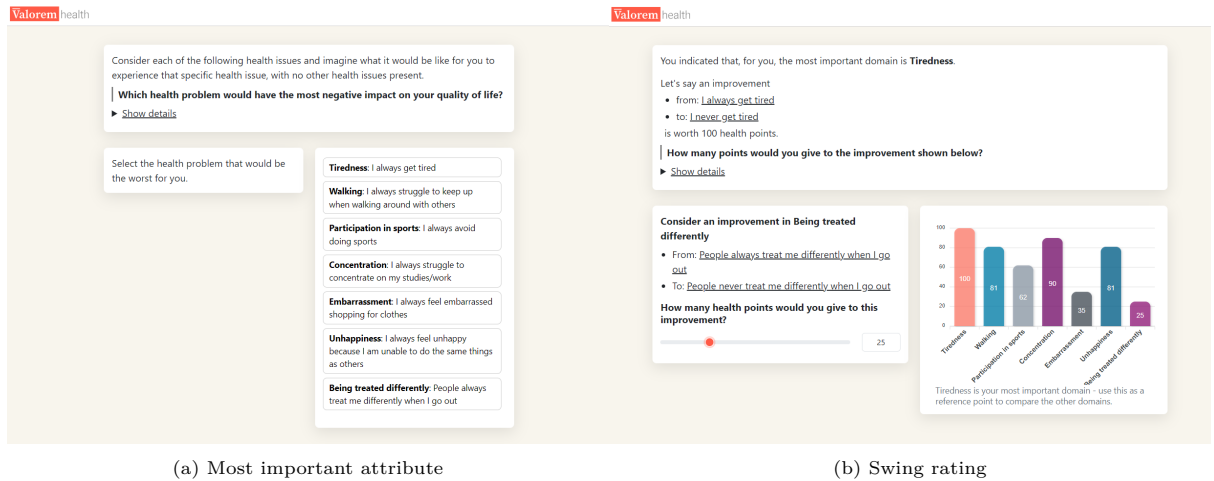 Valorem health
Consider each of the following health issues and imagine what it would be like for you to
experience that specific health issue, with no other health issues present.
Which health problem would have the most negative impact on your quality of life?
▶ Show details
Select the health problem that would be
the worst for you.
Tiredness: I always get tired
Walking: I always struggle to keep up
when walking around with others
Participation in sports: I always avoid
doing sports
Concentration: I always struggle to
concentrate on my studies/work
Embarrassment: I always feel embarrassed
shopping for clothes
Unhappiness: I always feel unhappy
because I am unable to do the same things
as others
Being treated differently: People always
treat me differently when I go out
(a) Most important attribute
Valorem health
You indicated that, for you, the most important domain is Tiredness.
Let's say an improvement
• from: I always get tired
• to: I never get tired
is worth 100 health points.
How many points would you give to the improvement shown below?
▶ Show details
Consider an improvement in Being treated
differently
• From: People always treat me differently when I go
out
• To: People never treat me differently when I go out
How many health points would you give to this
improvement?
25
100
80
60
40
20
0
100
81
62
90
35
81
25
Tiredness
Walking
Participation in sports
Concentration
Embarrassment
Unhappiness
Being treated differently
Tiredness is your most important domain - use this as a
reference point to compare the other domains.
(b) Swing rating